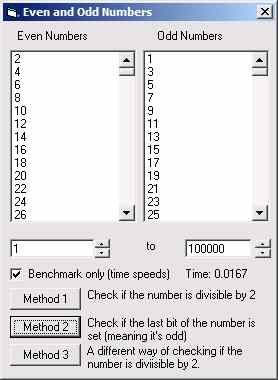 Even and Odd Numbers
Even Numbers
Odd Numbers
2
4
6
8
10
12
14
16
18
20
22
24
26
1
3
5
7
9
11
13
15
17
19
21
23
25
1 to 100000
Benchmark only (time speeds) Time: 0.0167
Method 1 Check if the number is divisible by 2
Method 2 Check if the last bit of the number is
set (meaning it's odd)
Method 3 A different way of checking if the
number is diviisible by 2.